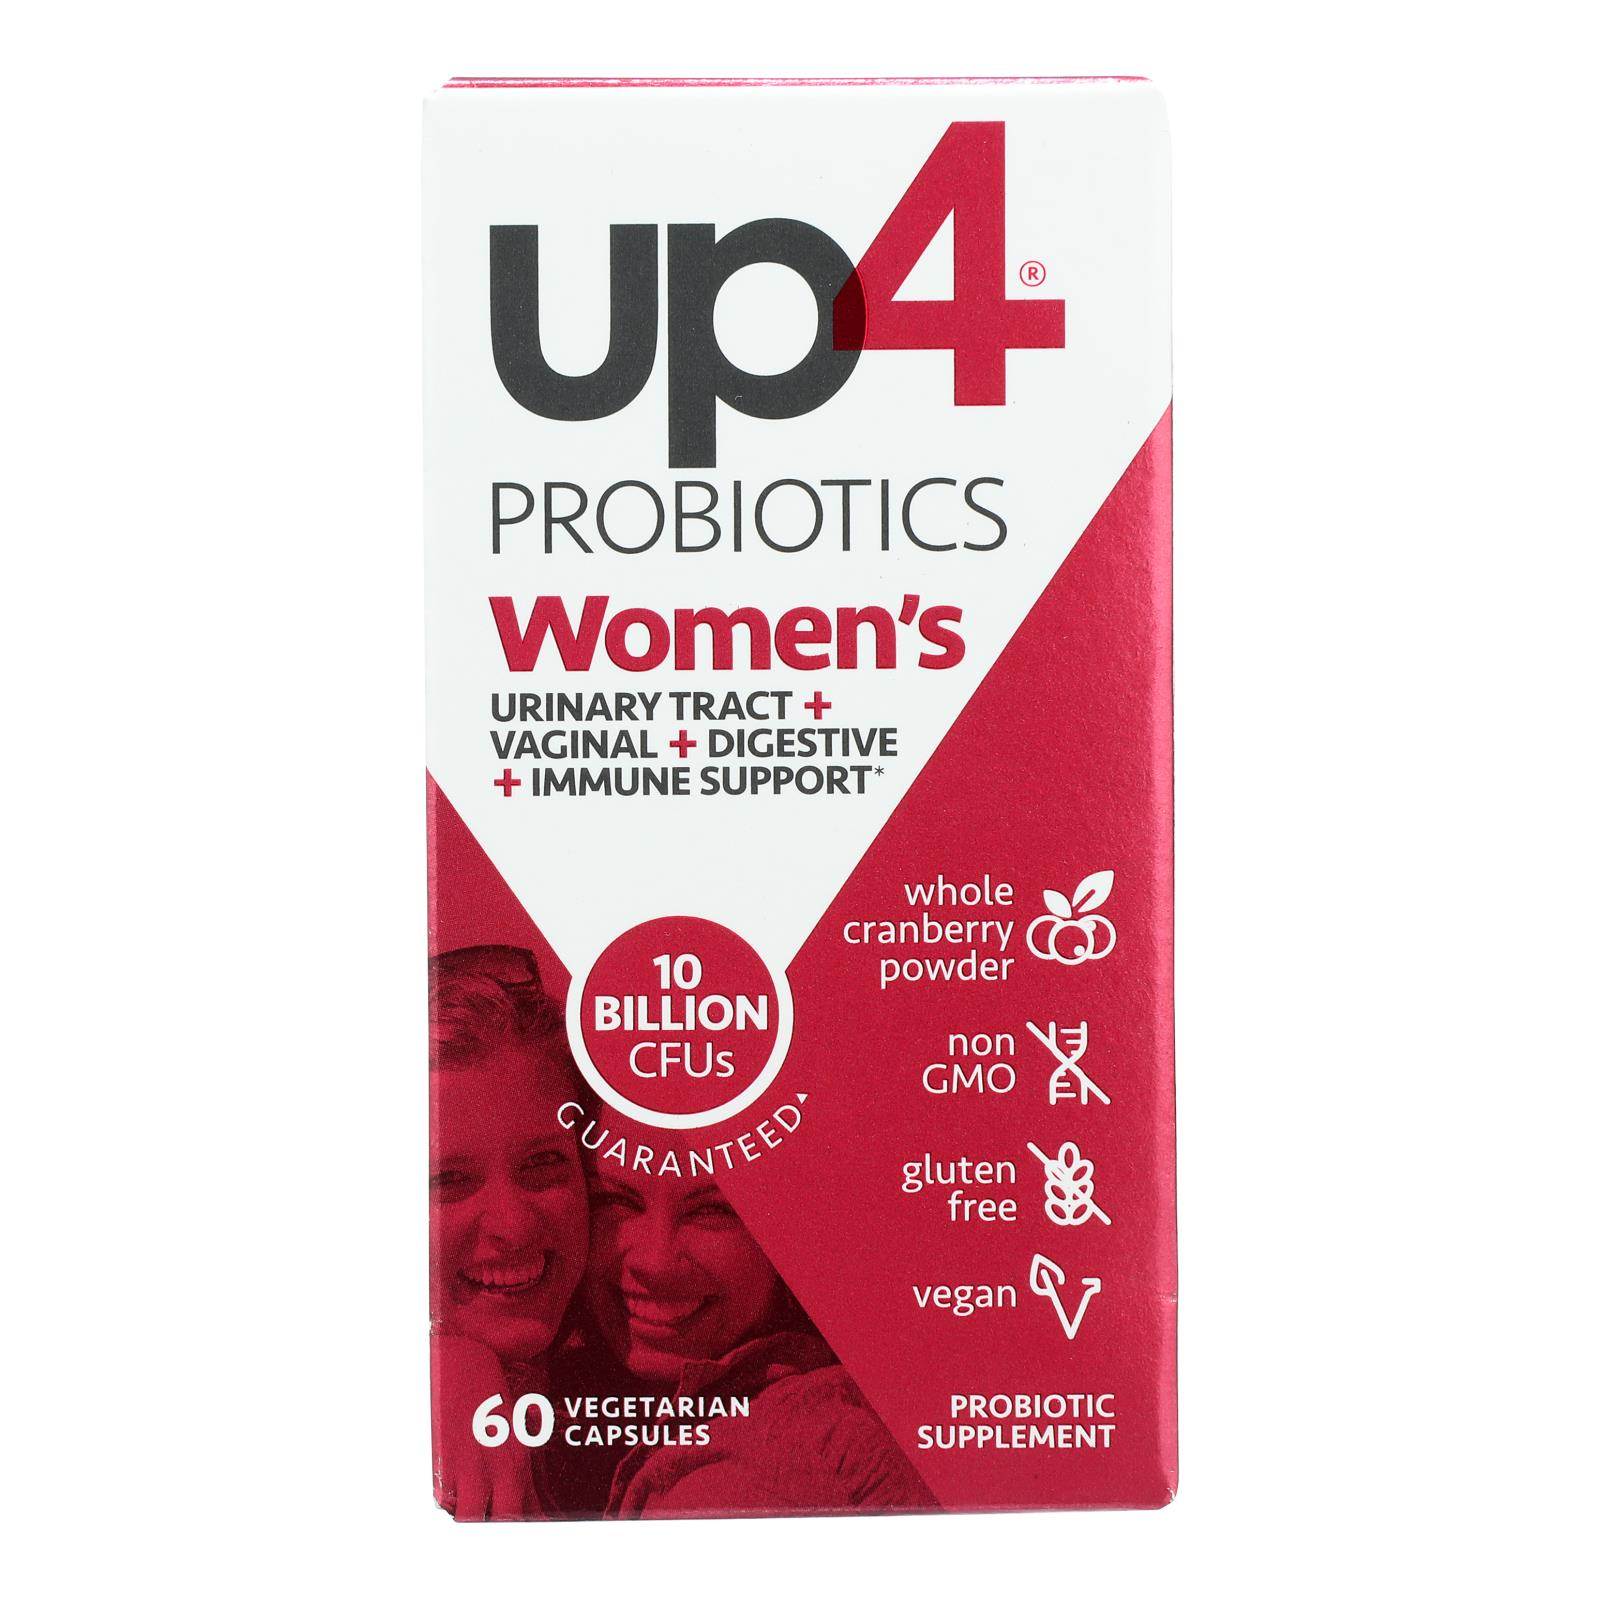 up4®
PROBIOTICS
Women's
URINARY TRACT +
VAGINAL + DIGESTIVE
+ IMMUNE SUPPORT*
10
BILLION
CFUs
GUARANTEED▲
whole
cranberry
powder
non
GMO
gluten
free
vegan
60 VEGETARIAN
CAPSULES
PROBIOTIC
SUPPLEMENT